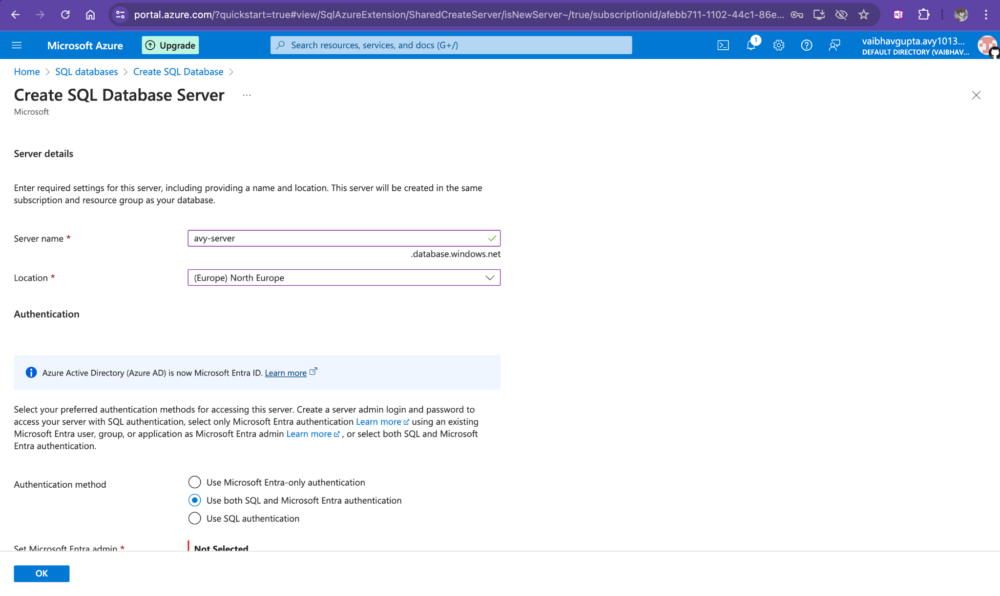 portal.azure.com/?quickstart=true#view/SqlAzureExtension/SharedCreateServer/isNewServer~/true/subscriptionId/afebb711-1102-44c1-86e...
Microsoft Azure
Upgrade
Search resources, services, and docs (G+/)
1
vaibhavgupta.avy1013...
DEFAULT DIRECTORY (VAIBHAV...
Home > SQL databases > Create SQL Database >
Create SQL Database Server ...
Microsoft
Server details
Enter required settings for this server, including providing a name and location. This server will be created in the same
subscription and resource group as your database.
Server name *
avy-server
.database.windows.net
Location *
(Europe) North Europe
Authentication
Azure Active Directory (Azure AD) is now Microsoft Entra ID. Learn more
Select your preferred authentication methods for accessing this server. Create a server admin login and password to
access your server with SQL authentication, select only Microsoft Entra authentication Learn more using an existing
Microsoft Entra user, group, or application as Microsoft Entra admin Learn more , or select both SQL and Microsoft
Entra authentication.
Authentication method
Use Microsoft Entra-only authentication
Use both SQL and Microsoft Entra authentication
Use SQL authentication
Set Microsoft Entra admin *
Not Selected
OK